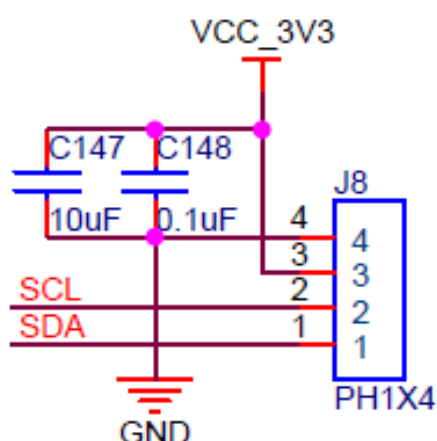 VCC_3V3
C147 C148
J8
10uF 0.1uF
4 4
3 3
SCL 2 2
SDA 1 1
PH1X4
GND